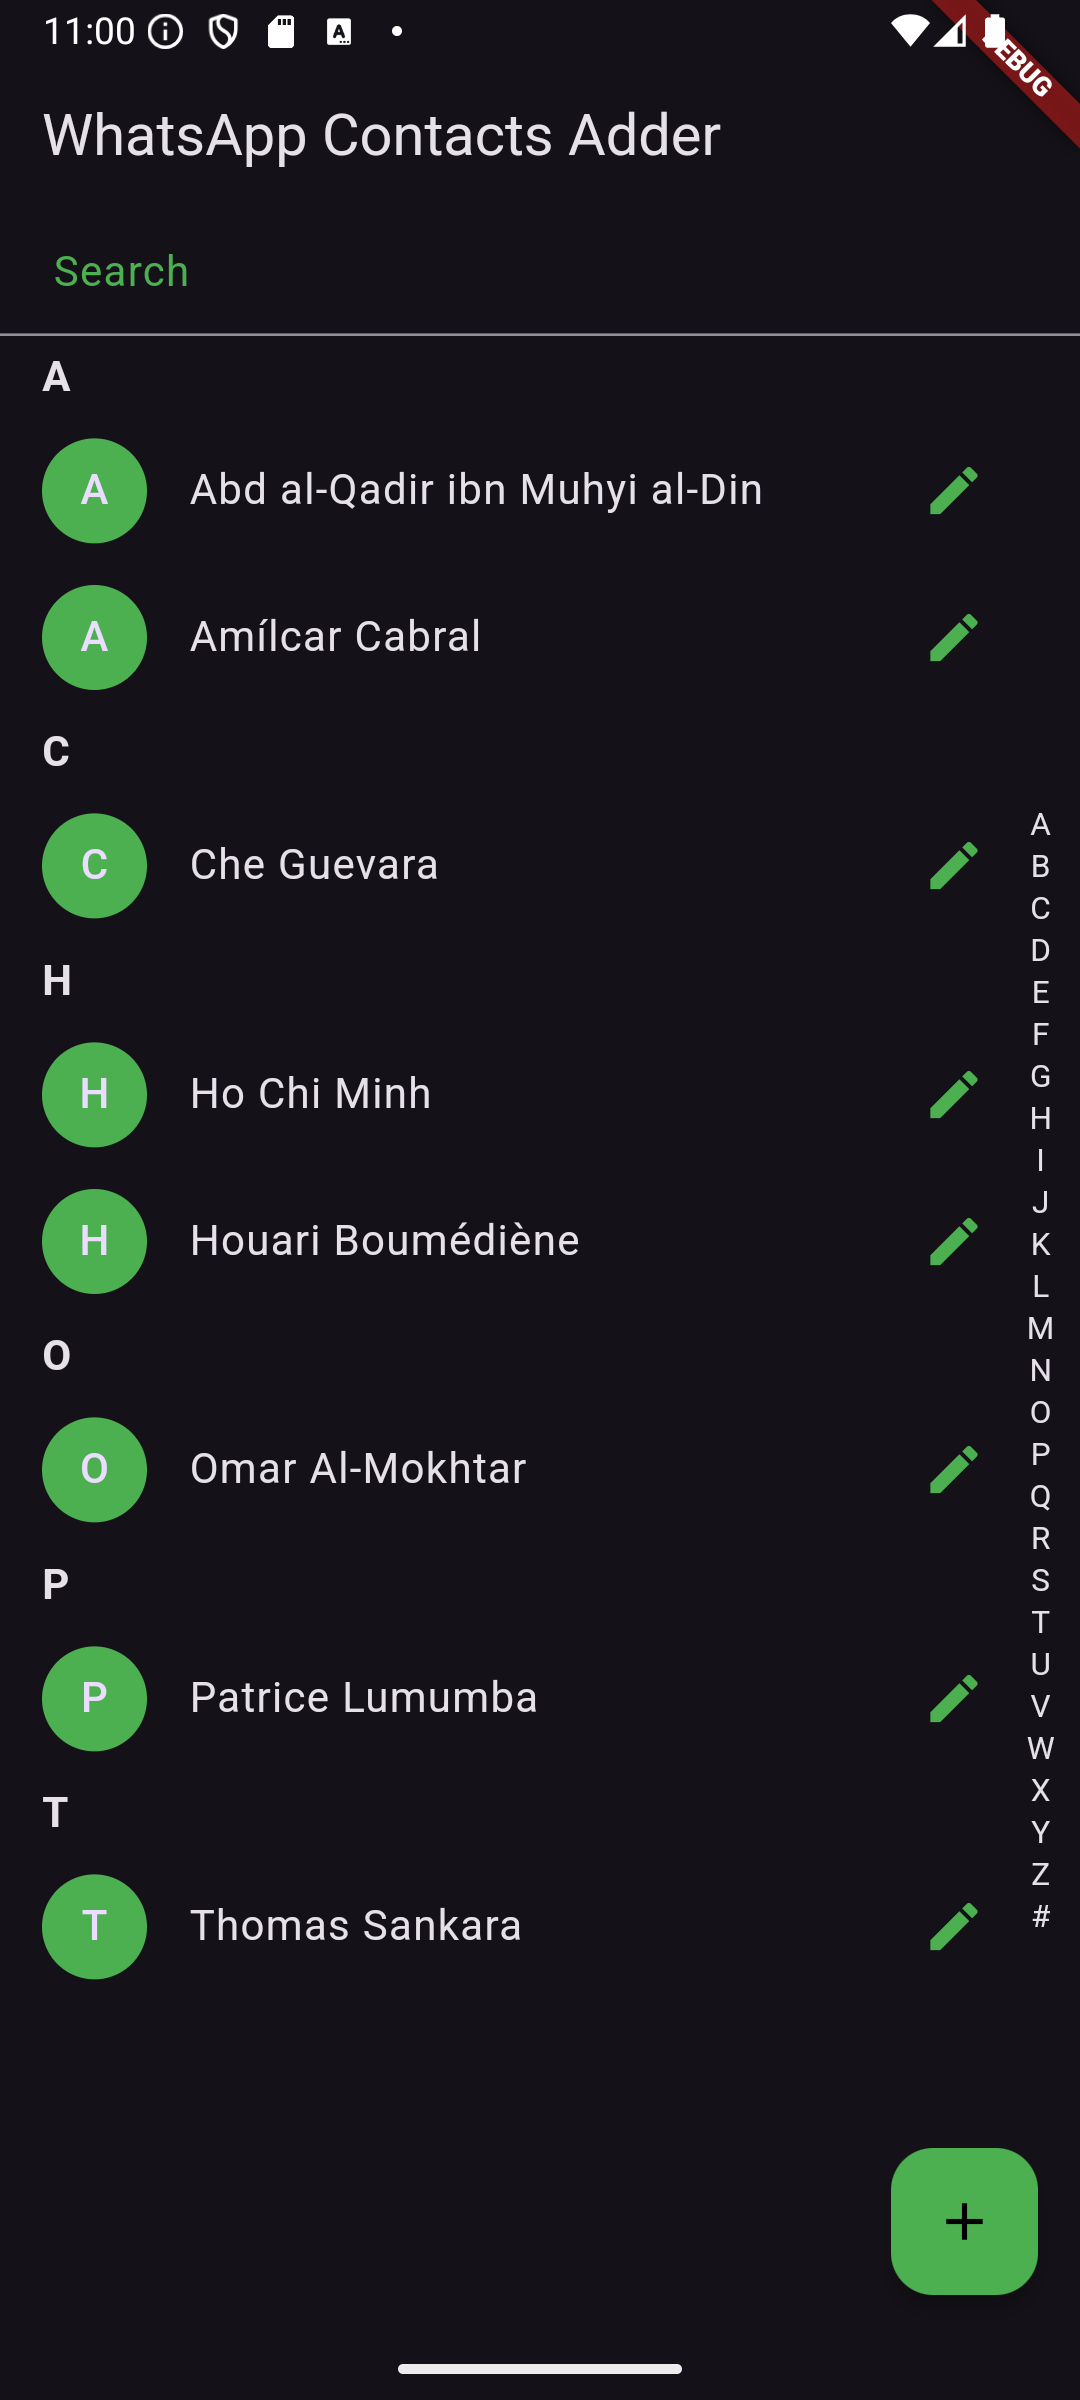 11:00
DEBUG
WhatsApp Contacts Adder
Search
A
A Abd al-Qadir ibn Muhyi al-Din
A Amílcar Cabral
C
C Che Guevara
H
H Ho Chi Minh
H Houari Boumédiène
O
O Omar Al-Mokhtar
P
P Patrice Lumumba
T
T Thomas Sankara
A
B
C
D
E
F
G
H
I
J
K
L
M
N
O
P
Q
R
S
T
U
V
W
X
Y
Z
#